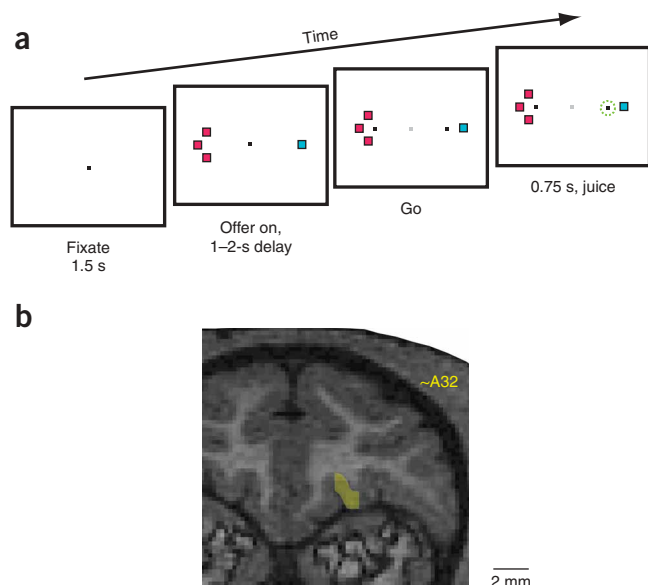 a
Time
Fixate
1.5 s
Offer on,
1–2-s delay
Go
0.75 s, juice
b
~A32
2 mm